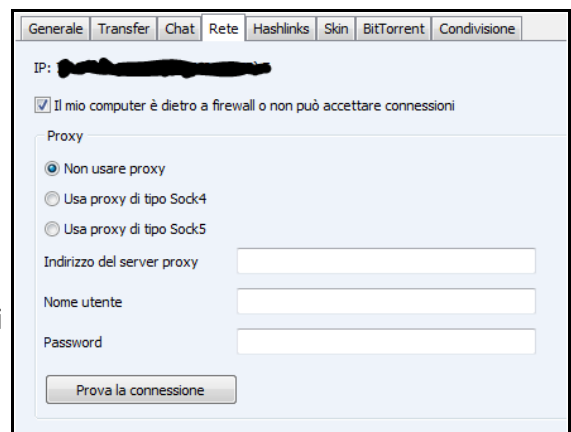 Generale Transfer Chat Rete Hashlinks Skin BitTorrent Condivisione
IP:
Il mio computer è dietro a firewall o non può accettare connessioni
Proxy
Non usare proxy
Usa proxy di tipo Sock4
Usa proxy di tipo Sock5
Indirizzo del server proxy
Nome utente
i
Password
Prova la connessione